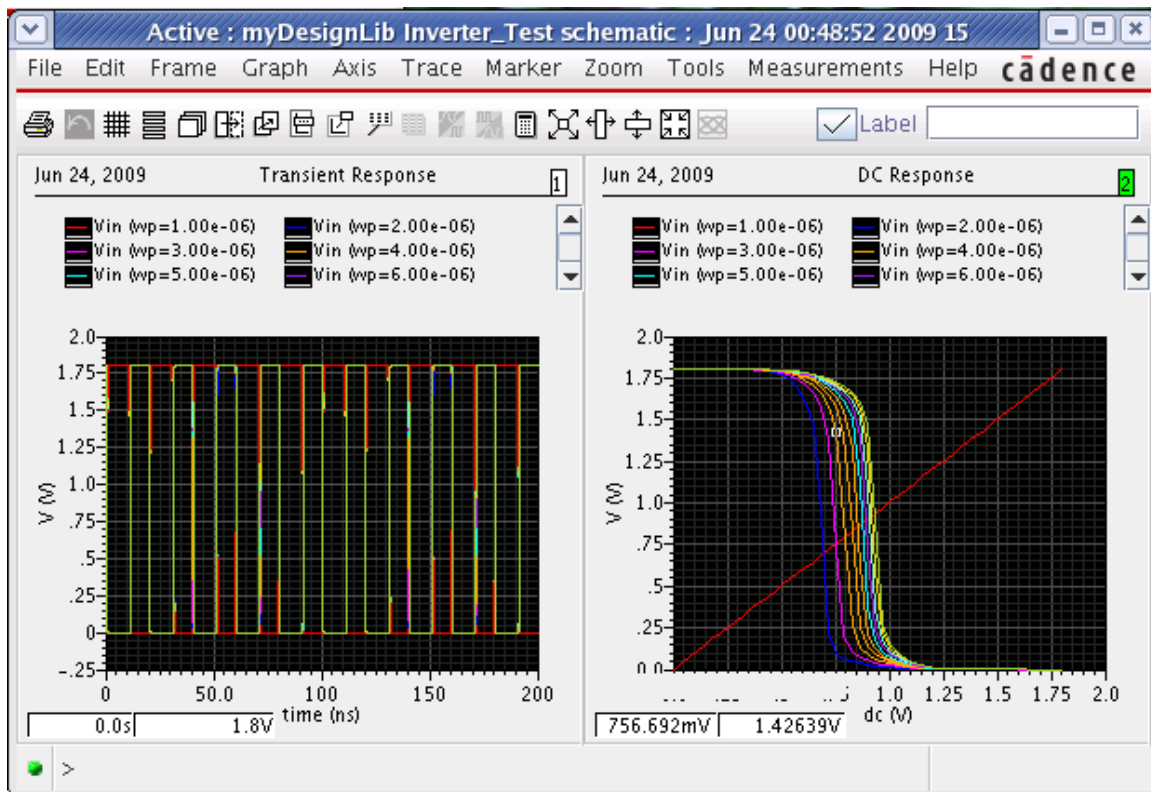 Active : myDesignLib Inverter_Test schematic : Jun 24 00:48:52 2009 15
File Edit Frame Graph Axis Trace Marker Zoom Tools Measurements Help cādence
Label
Jun 24, 2009 Transient Response 1
Vin (wp=1.00e-06) Vin (wp=2.00e-06)
Vin (wp=3.00e-06) Vin (wp=4.00e-06)
Vin (wp=5.00e-06) Vin (wp=6.00e-06)
2.0
1.75
1.5
1.25
1.0
.75
.5
.25
0
-.25
V (V)
0 50.0 100 150 200
time (ns)
0.0s 1.8V
Jun 24, 2009 DC Response 2
Vin (wp=1.00e-06) Vin (wp=2.00e-06)
Vin (wp=3.00e-06) Vin (wp=4.00e-06)
Vin (wp=5.00e-06) Vin (wp=6.00e-06)
2.0
1.75
1.5
1.25
1.0
.75
.5
.25
0.0
V (V)
1.0 1.25 1.5 1.75 2.0
dc (V)
756.692mV 1.42639V
>